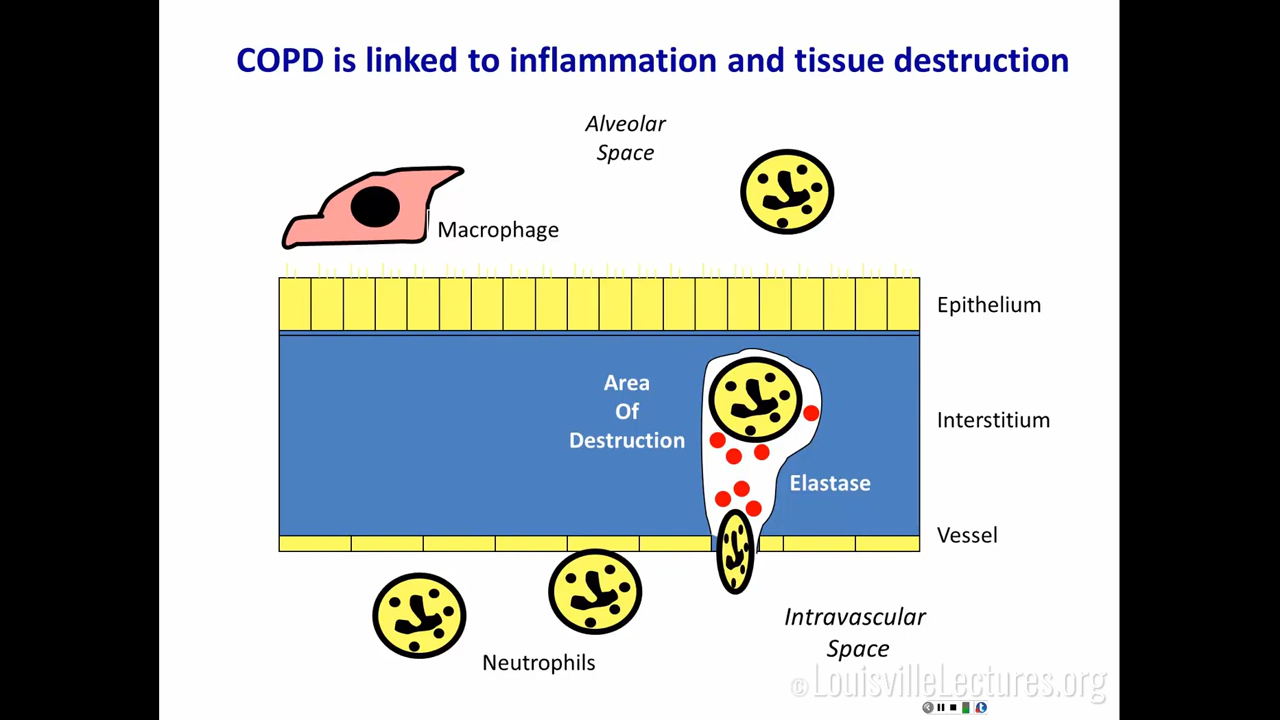 COPD is linked to inflammation and tissue destruction
Alveolar
Space
Macrophage
Epithelium
Area
Of
Destruction
Interstitium
Elastase
Vessel
Intravascular
Space
Neutrophils
©LouisvilleLectures.org